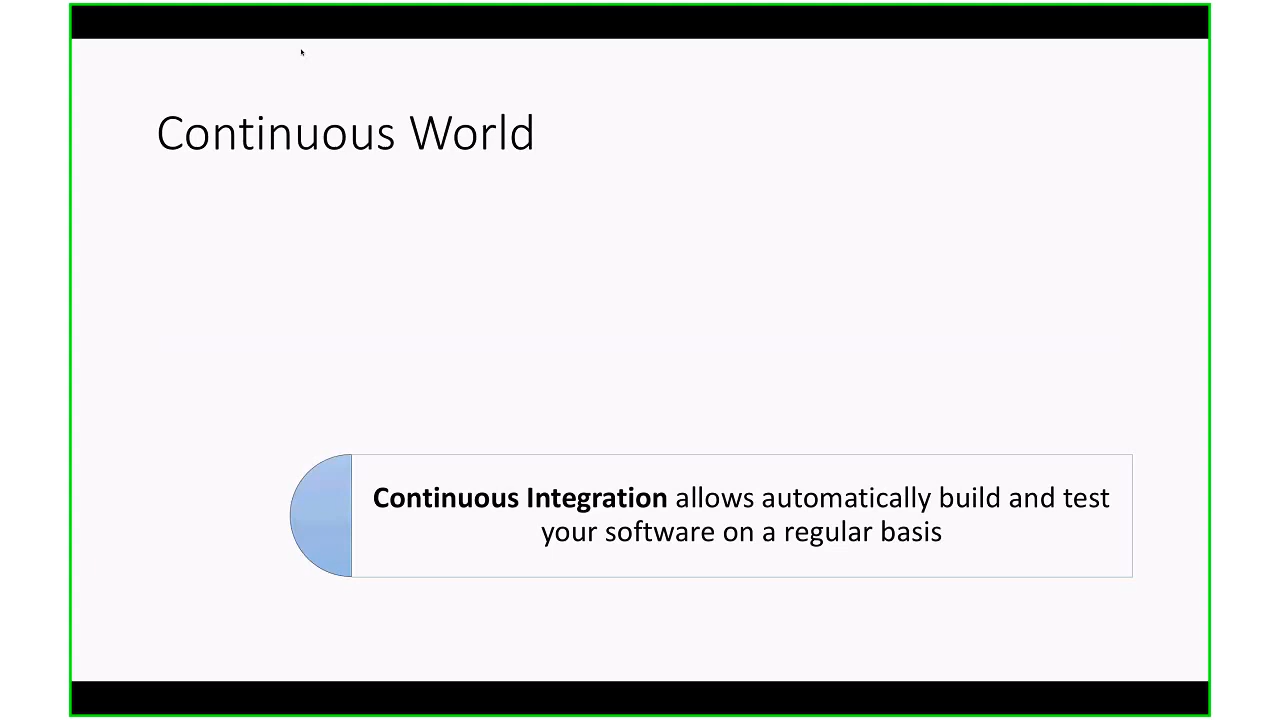 Continuous World
Continuous Integration allows automatically build and test
your software on a regular basis